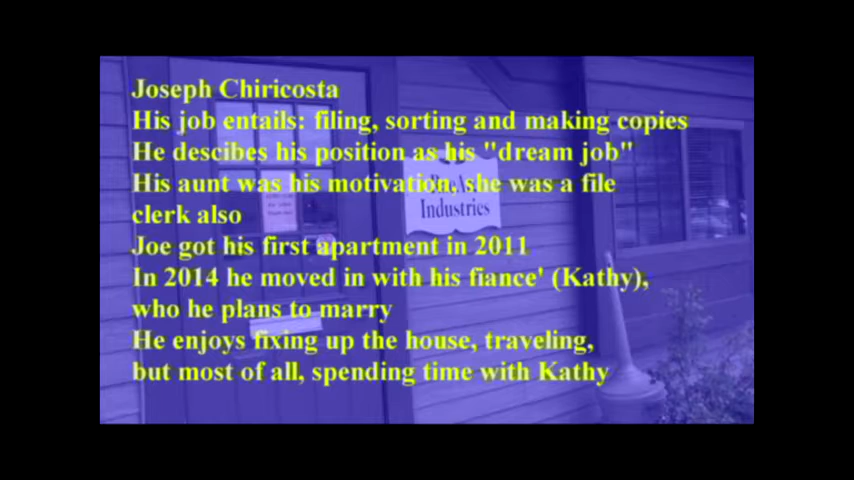 Joseph Chiricosta
His job entails: filing, sorting and making copies
He descibes his position as his "dream job"
His aunt was his motivation, she was a file
clerk also
Joe got his first apartment in 2011
In 2014 he moved in with his fiance' (Kathy),
who he plans to marry
He enjoys fixing up the house, traveling,
but most of all, spending time with Kathy
Industries